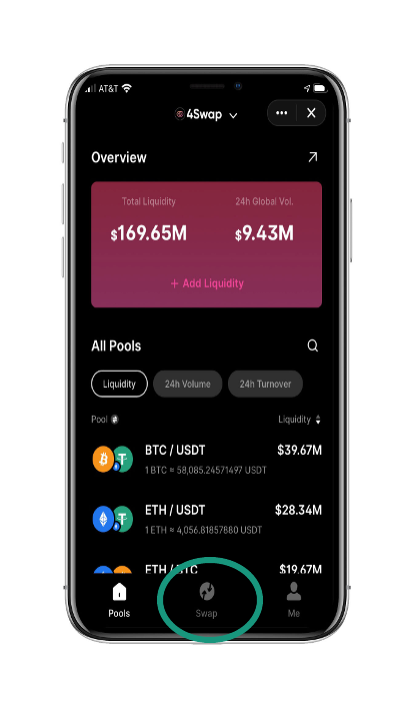 AT&T
4Swap
Overview
Total Liquidity 24h Global Vol.
$169.65M $9.43M
+ Add Liquidity
All Pools
Liquidity 24h Volume 24h Turnover
Pool Liquidity
BTC / USDT $39.67M
1 BTC ≈ 58,085.24571497 USDT
ETH / USDT $28.34M
1 ETH ≈ 4,056.81857880 USDT
ETH / BTC $19.67M
Pools Swap Me